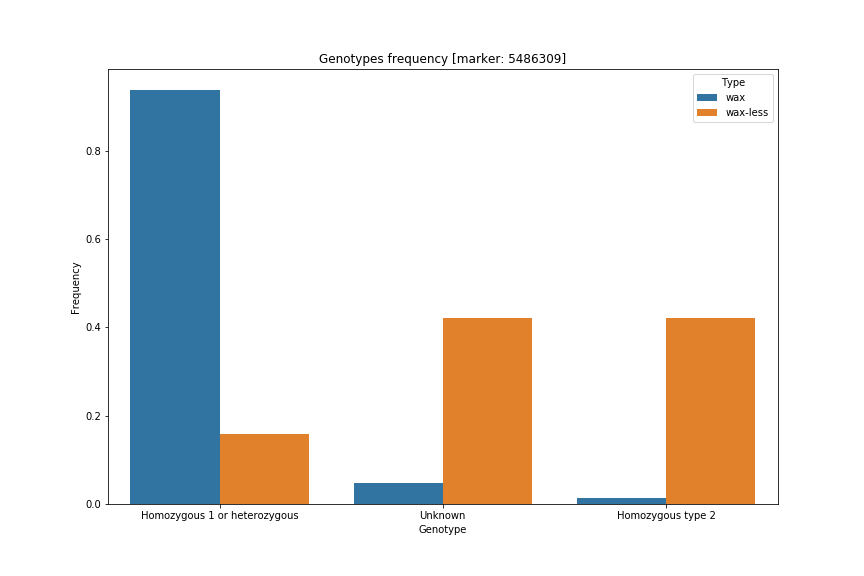 Genotypes frequency [marker: 5486309]
Type
wax
wax-less
0.8
0.6
0.4
0.2
0.0
Frequency
Homozygous 1 or heterozygous
Unknown
Homozygous type 2
Genotype